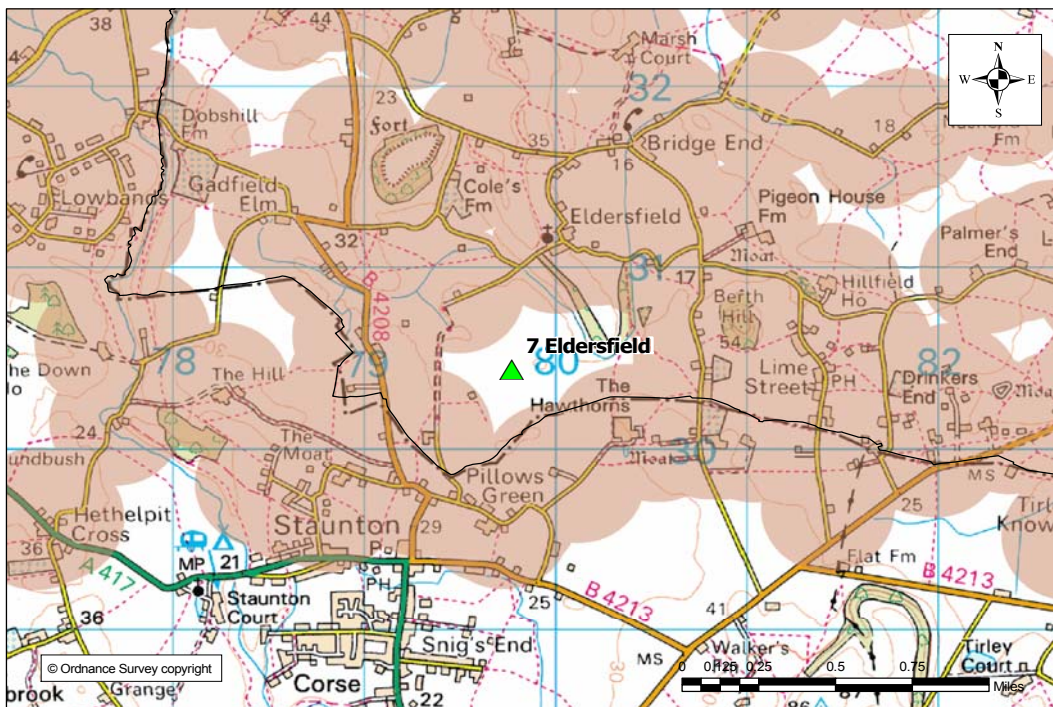 38
44
Marsh
Court
N
W E
S
32
23
Dobshill
Fm
Fort
35
18
Fm
Bridge End
16
Lowbands
Gadfield
Elm
Cole's
Fm
Pigeon House
Fm
Eldersfield
32
Moat
Palmer's
End
31
17
B 4208
Hillfield
Ho
Berth
Hill
54
7 Eldersfield
78
79
80
82
The Down
Ho
The Hill
The
Hawthorns
Lime
Street
PH
Drinkers
End
Moat
24
The
Moat
Moat
30
Pillows
Green
MS
25
Hethelpit
Cross
Staunton
29
36
A 417
MP
21
P
PH
Flat Fm
B 4213
Staunton
Court
25
B 4213
41
36
Snig's End
MS
Walker's
Tirley
Court
© Ordnance Survey copyright
Grange
Corse
22
30
0 0.125 0.25 0.5 0.75
Miles